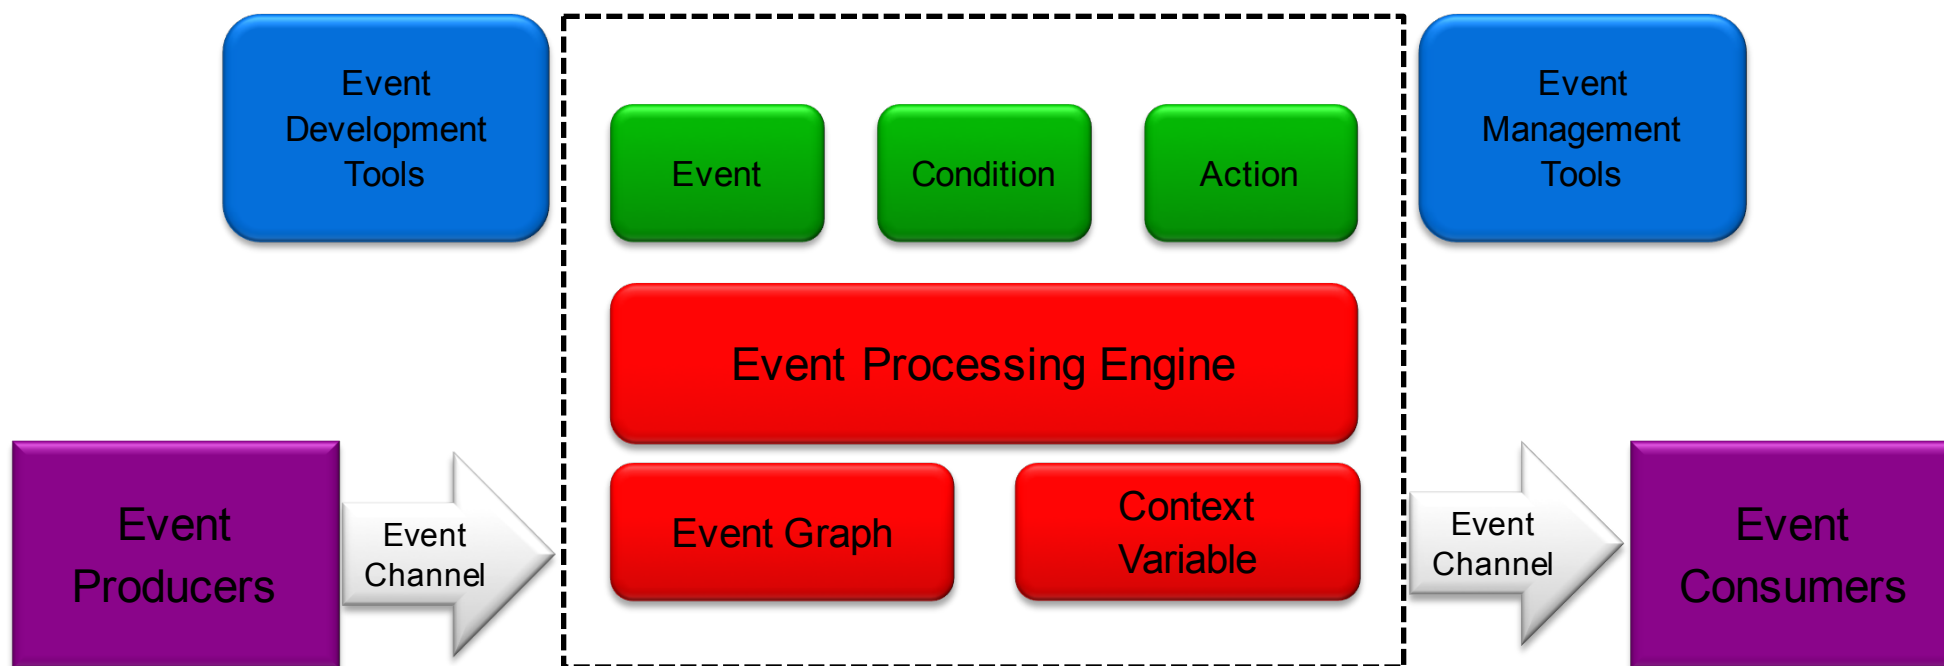 Event
Development
Tools
Event
Condition
Action
Event
Management
Tools
Event Processing Engine
Event
Producers
Event
Channel
Event Graph
Context
Variable
Event
Channel
Event
Consumers